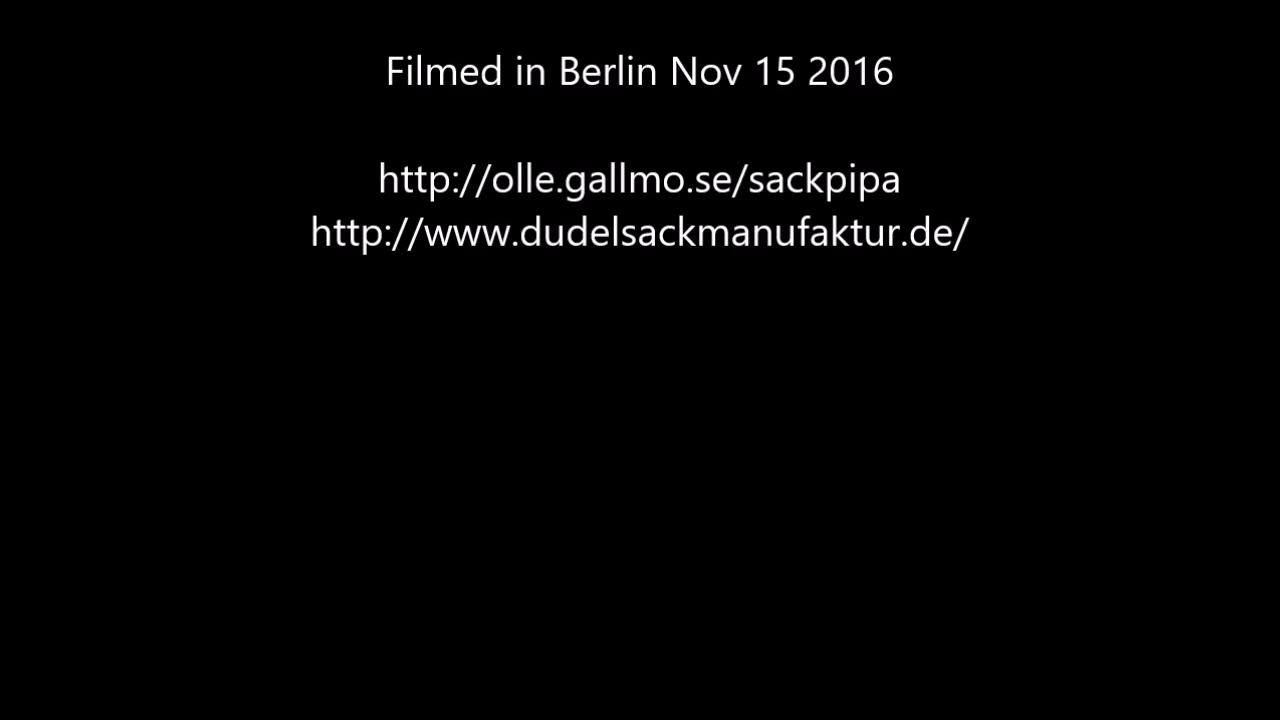 Filmed in Berlin Nov 15 2016
http://olle.gallmo.se/sackpipa
http://www.dudelsackmanufaktur.de/